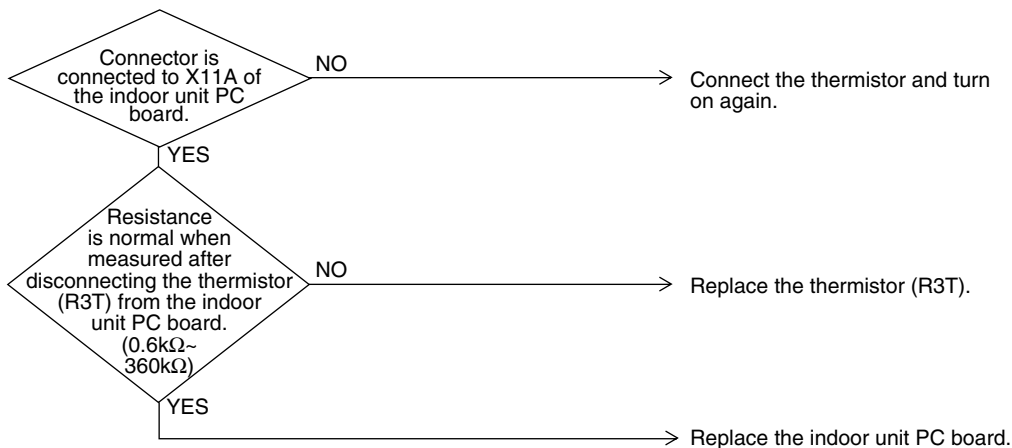 Connector is
connected to X11A of
the indoor unit PC
board.
NO
Connect the thermistor and turn
on again.
YES
Resistance
is normal when
measured after
disconnecting the thermistor
(R3T) from the indoor
unit PC board.
(0.6kΩ~
360kΩ)
NO
Replace the thermistor (R3T).
YES
Replace the indoor unit PC board.